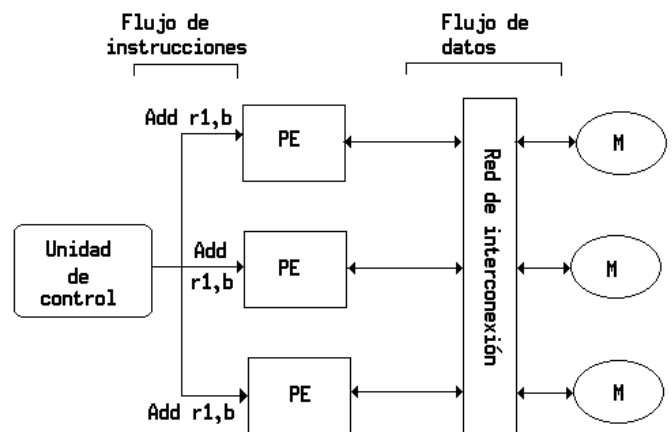 Flujo de
instrucciones
Flujo de
datos
Add r1,b
PE
M
Unidad
de
control
Add
r1,b
PE
Red de interconexión
M
Add r1,b
PE
M